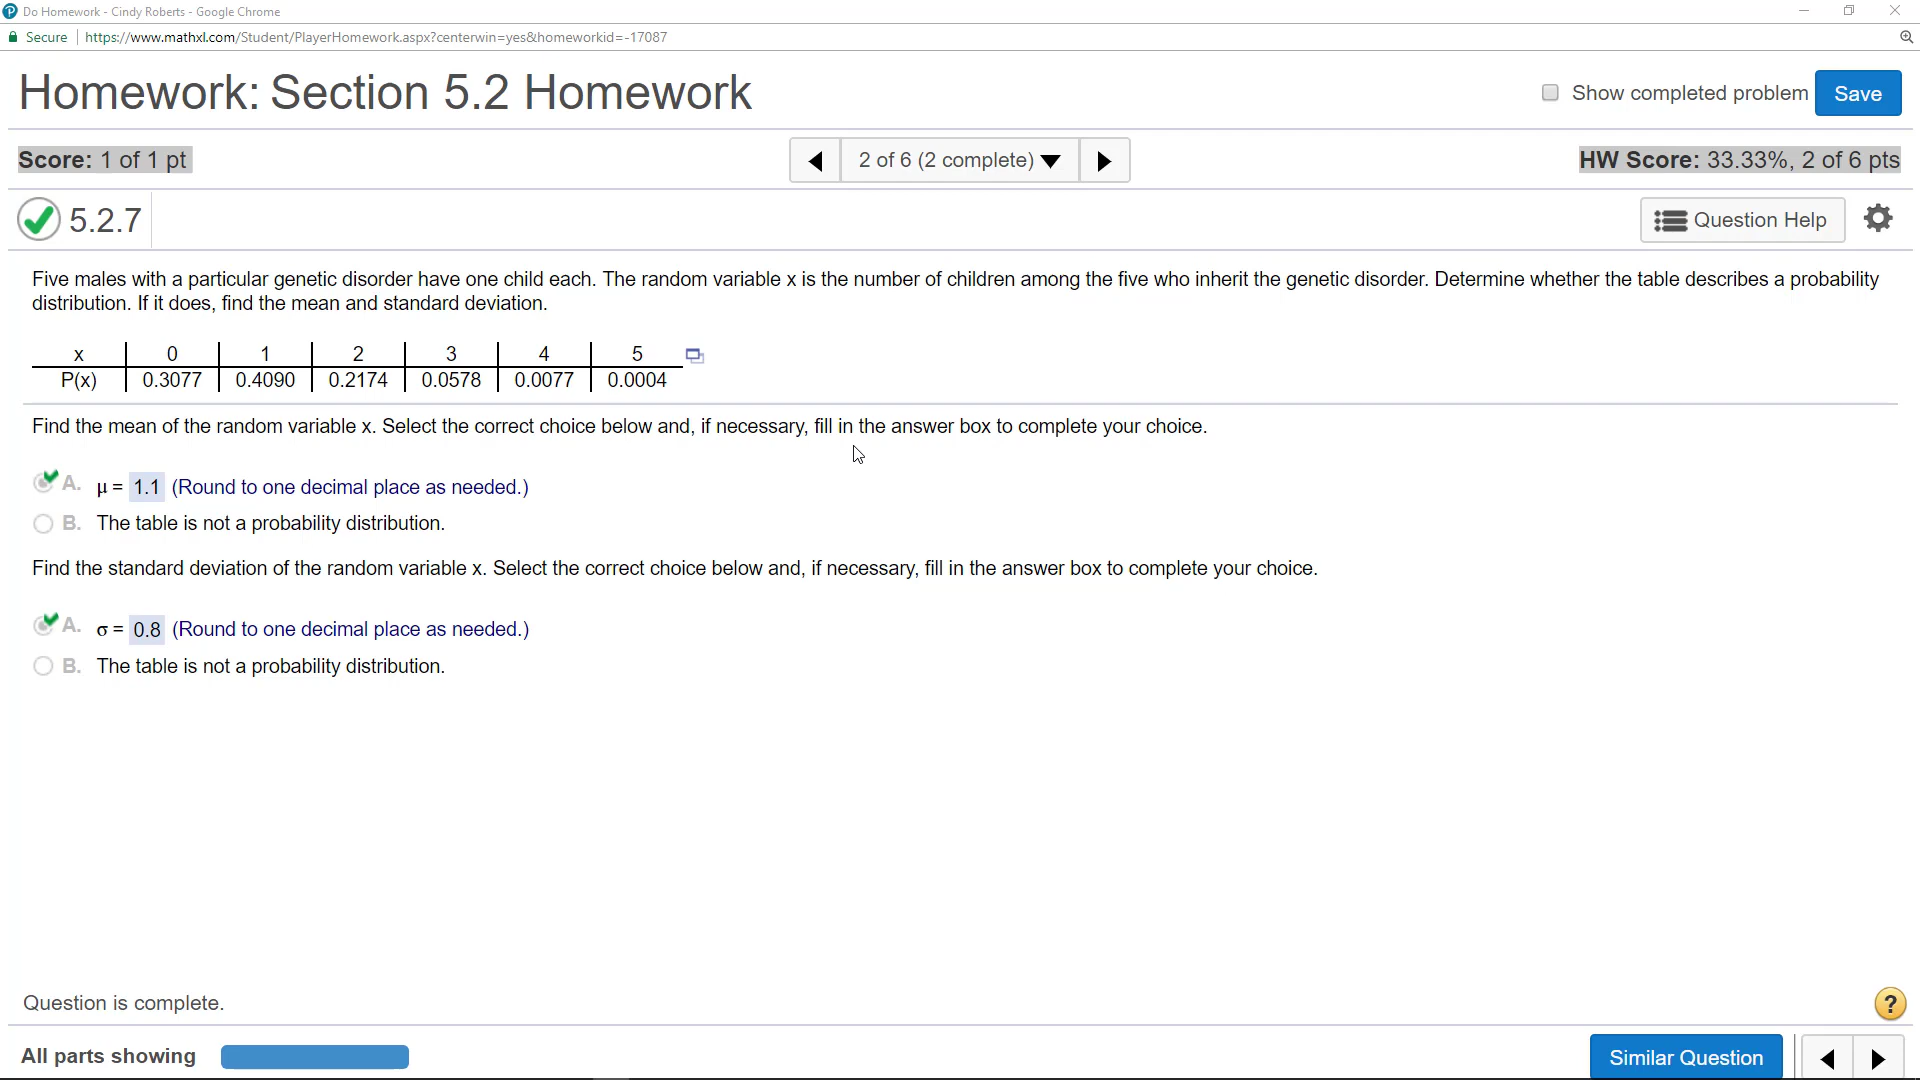 Do Homework - Cindy Roberts - Google Chrome
Secure | https://www.mathxl.com/Student/PlayerHomework.aspx?centerwin=yes&homeworkid=-17087
Homework: Section 5.2 Homework
Show completed problem
Save
Score: 1 of 1 pt
2 of 6 (2 complete)
HW Score: 33.33%, 2 of 6 pts
5.2.7
Question Help
Five males with a particular genetic disorder have one child each. The random variable x is the number of children among the five who inherit the genetic disorder. Determine whether the table describes a probability
distribution. If it does, find the mean and standard deviation.
x 0 1 2 3 4 5
P(x) 0.3077 0.4090 0.2174 0.0578 0.0077 0.0004
Find the mean of the random variable x. Select the correct choice below and, if necessary, fill in the answer box to complete your choice.
A. μ = 1.1 (Round to one decimal place as needed.)
B. The table is not a probability distribution.
Find the standard deviation of the random variable x. Select the correct choice below and, if necessary, fill in the answer box to complete your choice.
A. σ = 0.8 (Round to one decimal place as needed.)
B. The table is not a probability distribution.
Question is complete.
?
All parts showing
Similar Question